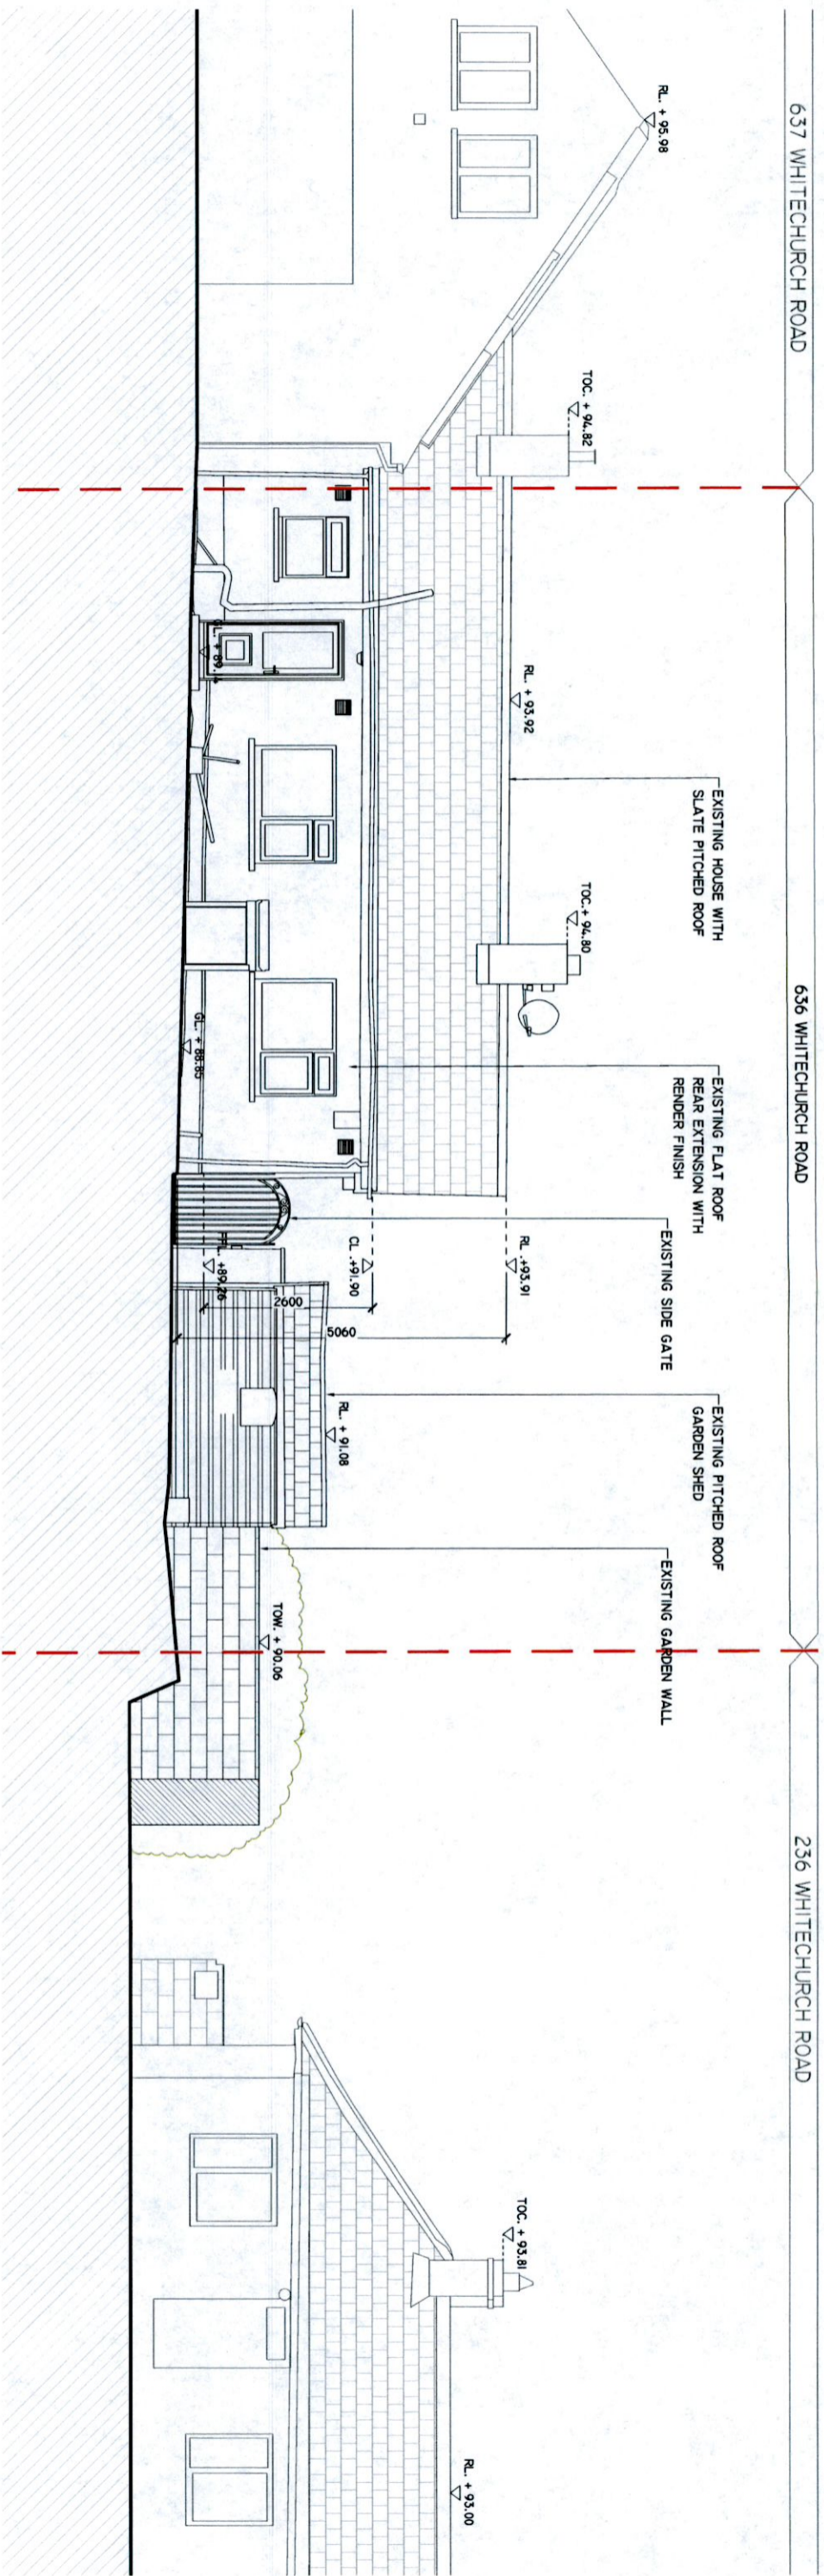 637 WHITECHURCH ROAD
636 WHITECHURCH ROAD
236 WHITECHURCH ROAD
RL. + 95.98
TOC. + 94.82
RL. + 93.92
EXISTING HOUSE WITH
SLATE PITCHED ROOF
TOC.+ 94.80
EXISTING FLAT ROOF
REAR EXTENSION WITH
RENDER FINISH
EXISTING SIDE GATE
EXISTING PITCHED ROOF
GARDEN SHED
EXISTING GARDEN WALL
RL .+93.91
CL .+91.90
2600
5060
RL. + 91.08
TOW. + 90.06
GL. + 88.85
+89.26
TOC. + 93.81
RL. + 93.00